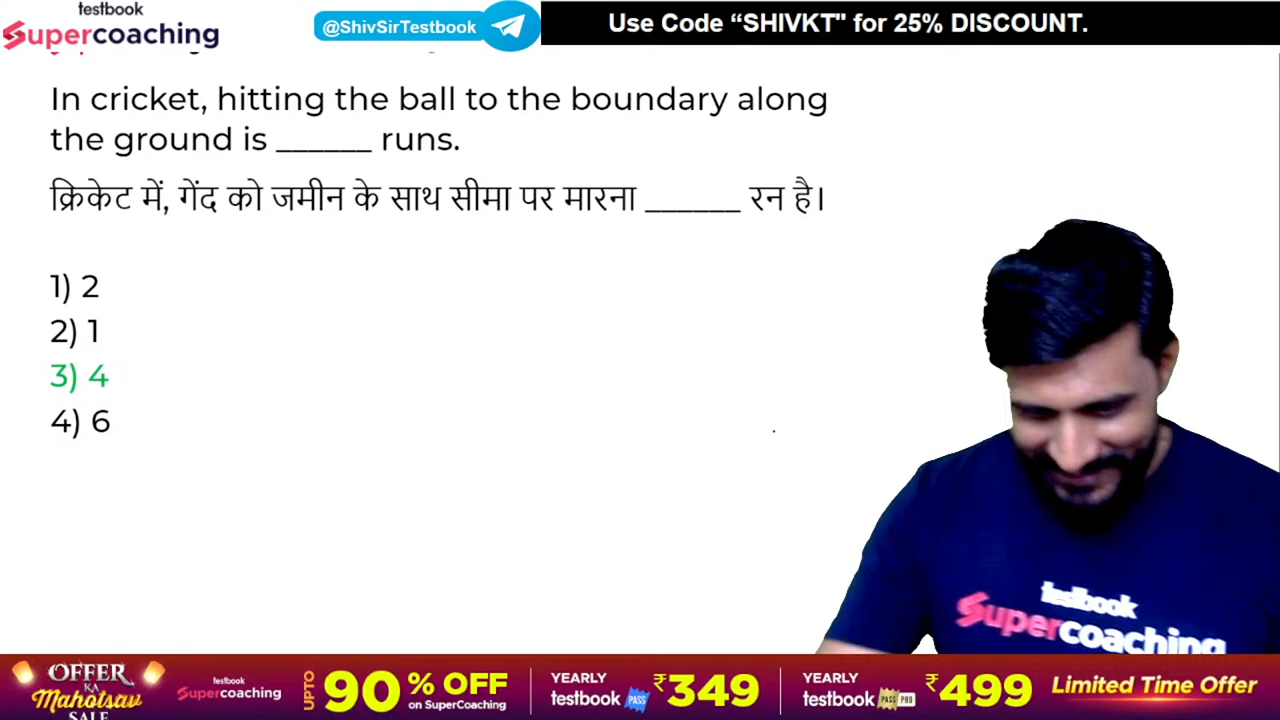 testbook
Supercoaching
@ShivSirTestbook
Use Code “SHIVKT" for 25% DISCOUNT.
In cricket, hitting the ball to the boundary along
the ground is ______ runs.
क्रिकेट में, गेंद को जमीन के साथ सीमा पर मारना ______ रन है।
1) 2
2) 1
3) 4
4) 6
testbook
Supercoaching
OFFER
KA
Mahotsav
SALE
testbook
Supercoaching
UPTO
90% OFF
on SuperCoaching
YEARLY
testbook PASS
₹349
YEARLY
testbook PASS PRO
₹499
Limited Time Offer